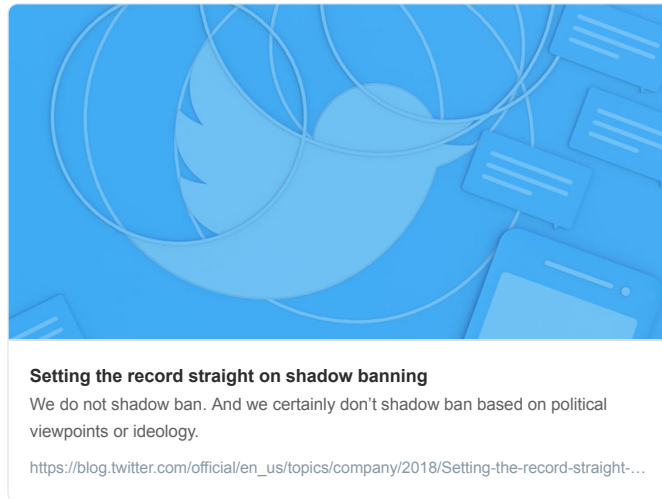 Setting the record straight on shadow banning
We do not shadow ban. And we certainly don’t shadow ban based on political
viewpoints or ideology.
https://blog.twitter.com/official/en_us/topics/company/2018/Setting-the-record-straight-…